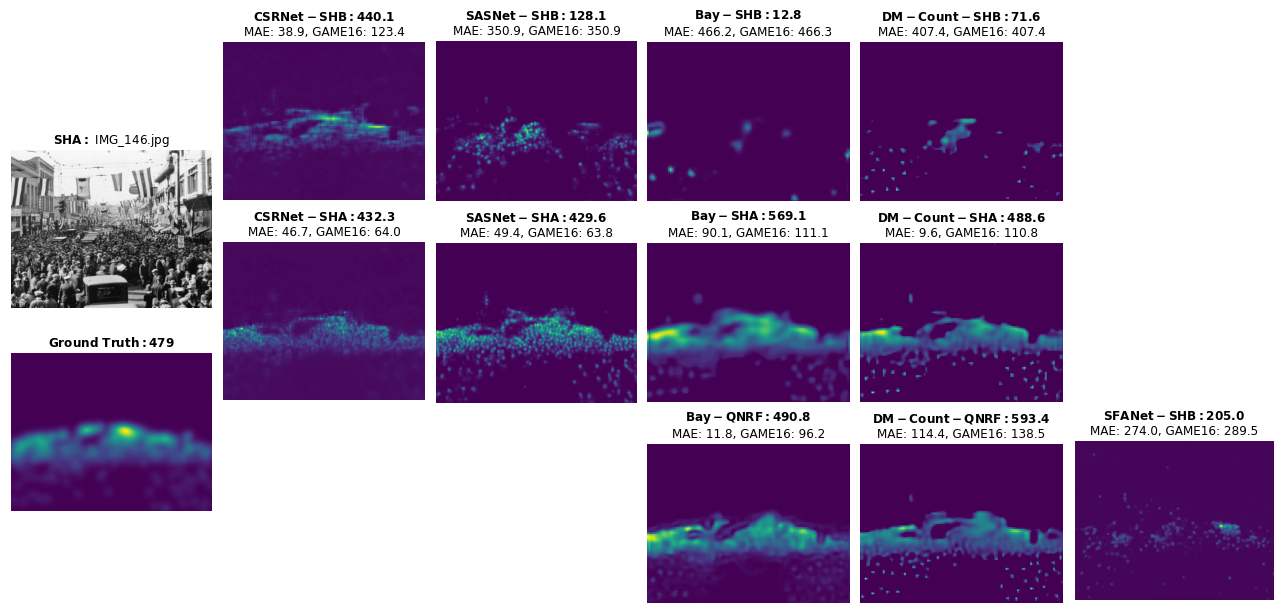 CSRNet − SHB : 440.1
MAE: 38.9, GAME16: 123.4
SASNet − SHB : 128.1
MAE: 350.9, GAME16: 350.9
Bay − SHB : 12.8
MAE: 466.2, GAME16: 466.3
DM − Count − SHB : 71.6
MAE: 407.4, GAME16: 407.4
SHA : IMG_146.jpg
CSRNet − SHA : 432.3
MAE: 46.7, GAME16: 64.0
SASNet − SHA : 429.6
MAE: 49.4, GAME16: 63.8
Bay − SHA : 569.1
MAE: 90.1, GAME16: 111.1
DM − Count − SHA : 488.6
MAE: 9.6, GAME16: 110.8
Ground Truth : 479
Bay − QNRF : 490.8
MAE: 11.8, GAME16: 96.2
DM − Count − QNRF : 593.4
MAE: 114.4, GAME16: 138.5
SFANet − SHB : 205.0
MAE: 274.0, GAME16: 289.5